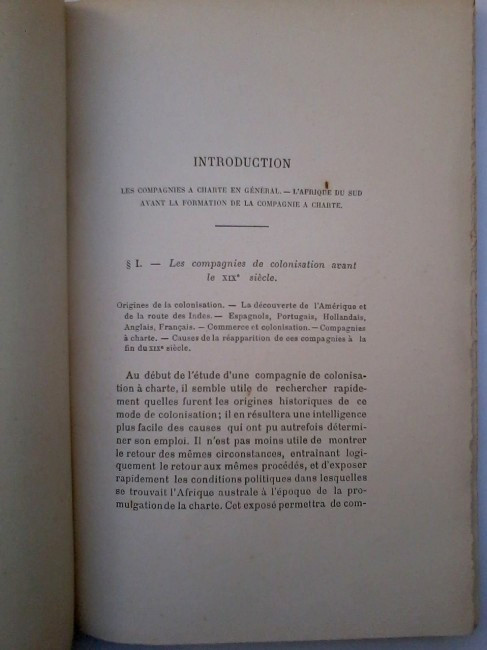 INTRODUCTION
LES COMPAGNIES A CHARTE EN GÉNÉRAL. — L'AFRIQUE DU SUD
AVANT LA FORMATION DE LA COMPAGNIE A CHARTE.
§ I. — Les compagnies de colonisation avant
le XIXe siècle.
Origines de la colonisation. — La découverte de l'Amérique et
de la route des Indes. — Espagnols, Portugais, Hollandais,
Anglais, Français. — Commerce et colonisation. — Compagnies
à charte. — Causes de la réapparition de ces compagnies à la
fin du XIXe siècle.
Au début de l'étude d'une compagnie de colonisa-
tion à charte, il semble utile de rechercher rapide-
ment quelles furent les origines historiques de ce
mode de colonisation; il en résultera une intelligence
plus facile des causes qui ont pu autrefois détermi-
ner son emploi. Il n'est pas moins utile de montrer
le retour des mêmes circonstances, entraînant logi-
quement le retour aux mêmes procédés, et d'exposer
rapidement les conditions politiques dans lesquelles
se trouvait l'Afrique australe à l'époque de la pro-
mulgation de la charte. Cet exposé permettra de com-